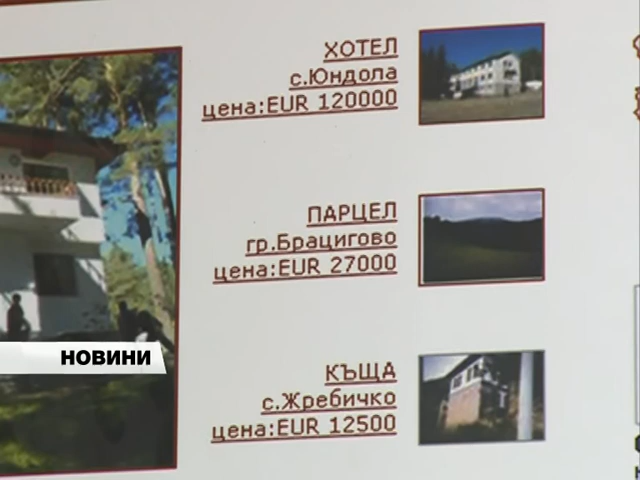 ХОТЕЛ
с.Юндола
цена:EUR 120000
ПАРЦЕЛ
гр.Брацигово
цена:EUR 27000
КЪЩА
с.Жребичко
цена:EUR 12500
НОВИНИ